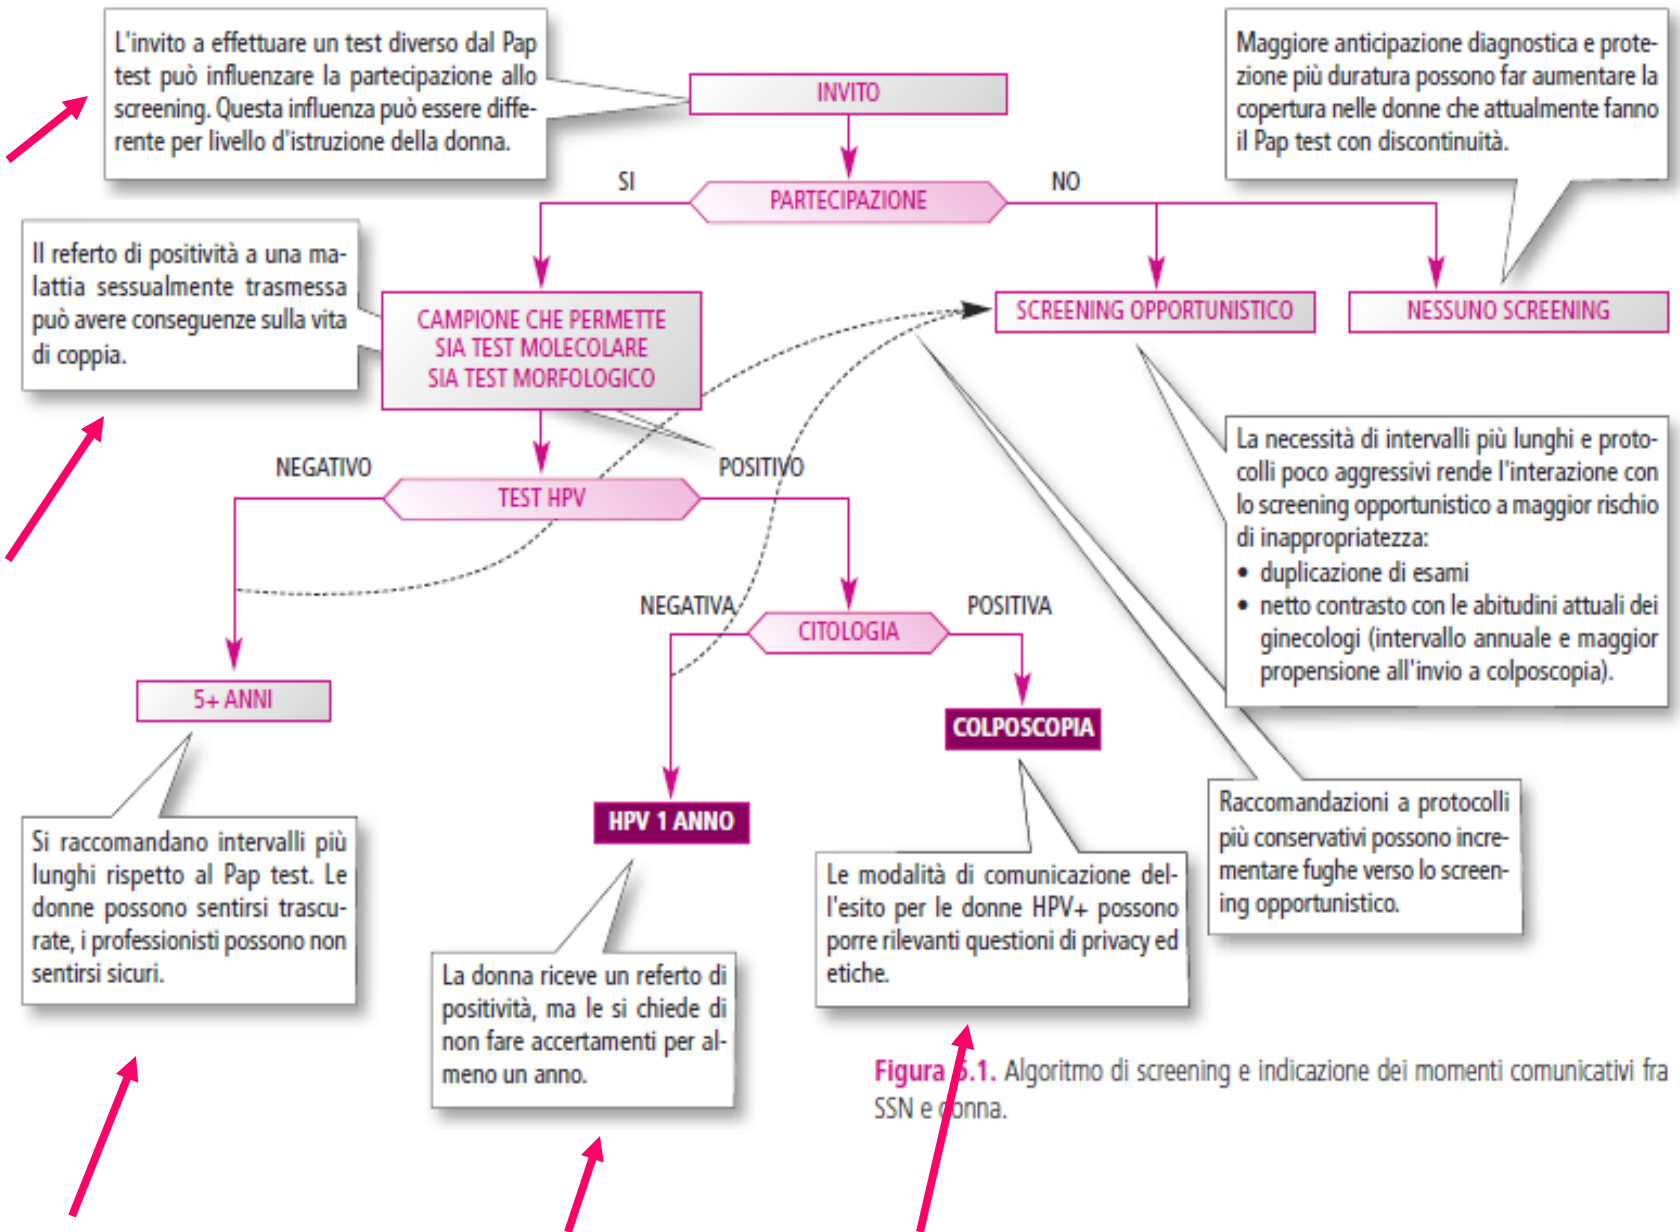 L'invito a effettuare un test diverso dal Pap
test può influenzare la partecipazione allo
screening. Questa influenza può essere diffe-
rente per livello d'istruzione della donna.
INVITO
Maggiore anticipazione diagnostica e prote-
zione più duratura possono far aumentare la
copertura nelle donne che attualmente fanno
il Pap test con discontinuità.
SI
PARTECIPAZIONE
NO
Il referto di positività a una ma-
lattia sessualmente trasmessa
può avere conseguenze sulla vita
di coppia.
CAMPIONE CHE PERMETTE
SIA TEST MOLECOLARE
SIA TEST MORFOLOGICO
SCREENING OPPORTUNISTICO
NESSUNO SCREENING
La necessità di intervalli più lunghi e proto-
colli poco aggressivi rende l'interazione con
lo screening opportunistico a maggior rischio
di inappropriatezza:
• duplicazione di esami
• netto contrasto con le abitudini attuali dei
ginecologi (intervallo annuale e maggior
propensione all'invio a colposcopia).
NEGATIVO
TEST HPV
POSITIVO
NEGATIVA
CITOLOGIA
POSITIVA
5+ ANNI
COLPOSCOPIA
HPV 1 ANNO
Si raccomandano intervalli più
lunghi rispetto al Pap test. Le
donne possono sentirsi trascu-
rate, i professionisti possono non
sentirsi sicuri.
La donna riceve un referto di
positività, ma le si chiede di
non fare accertamenti per al-
meno un anno.
Le modalità di comunicazione del-
l'esito per le donne HPV+ possono
porre rilevanti questioni di privacy ed
etiche.
Raccomandazioni a protocolli
più conservativi possono incre-
mentare fughe verso lo screen-
ing opportunistico.
Figura 5.1. Algoritmo di screening e indicazione dei momenti comunicativi fra
SSN e donna.